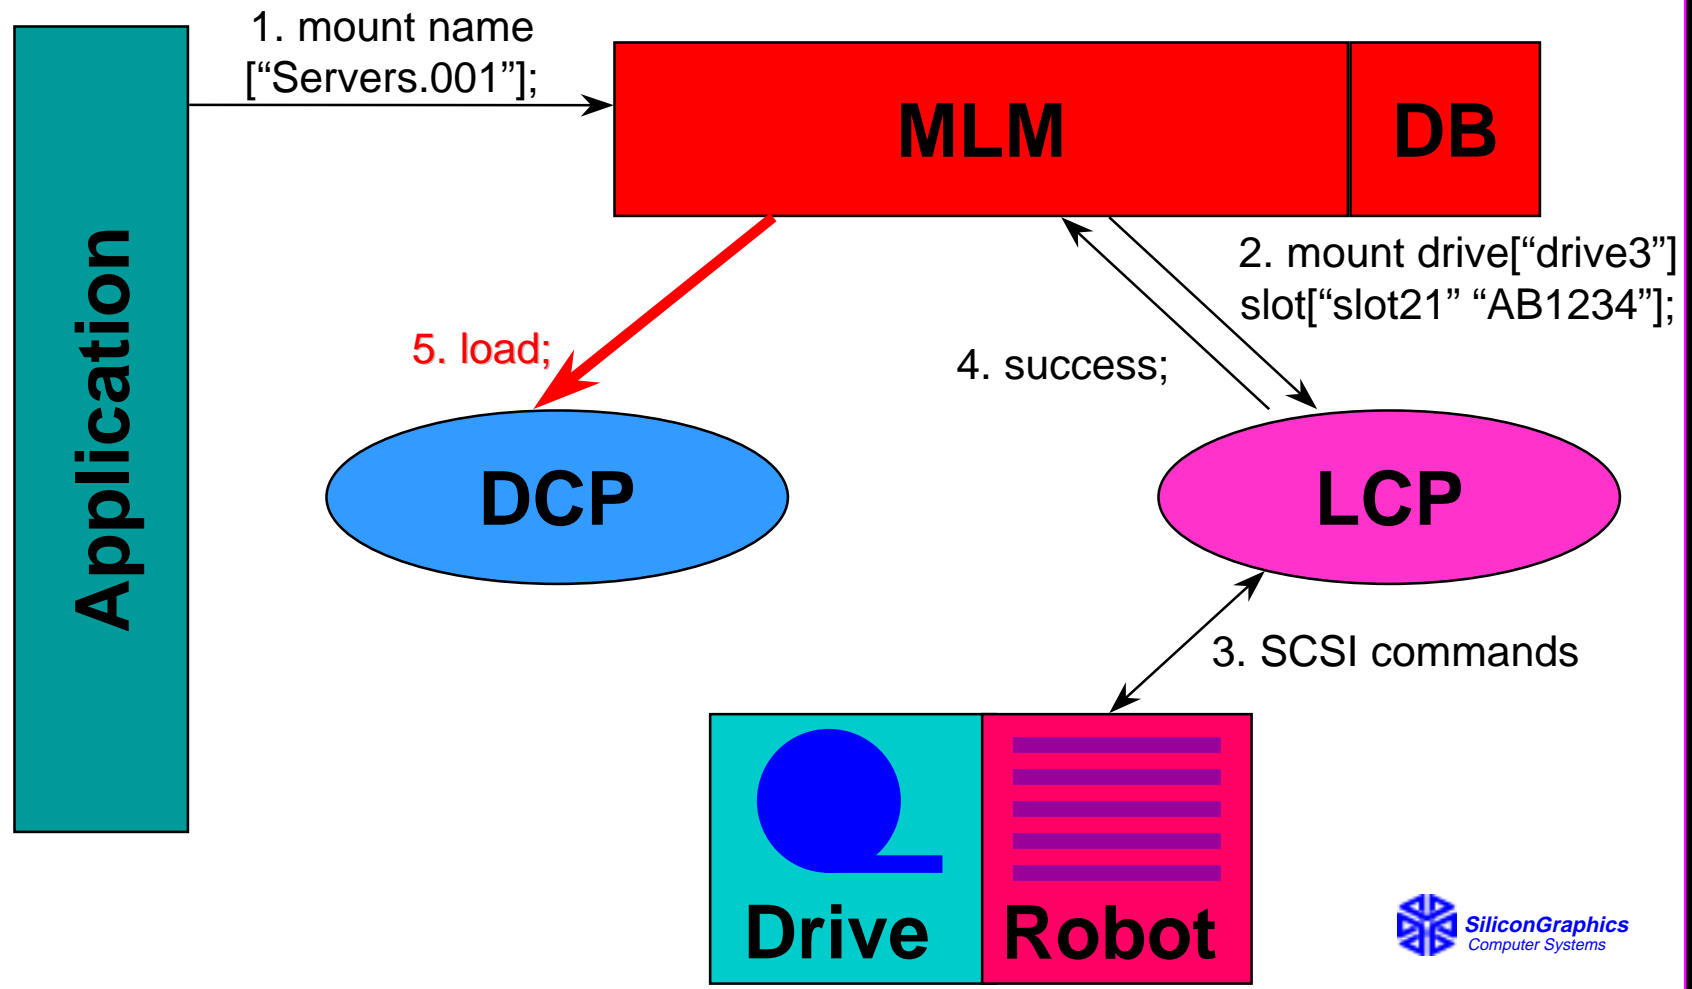 1. mount name
[“Servers.001”];
MLM
DB
Application
2. mount drive[“drive3”]
slot[“slot21” “AB1234”];
5. load;
4. success;
DCP
LCP
3. SCSI commands
Drive
Robot
SiliconGraphics
Computer Systems